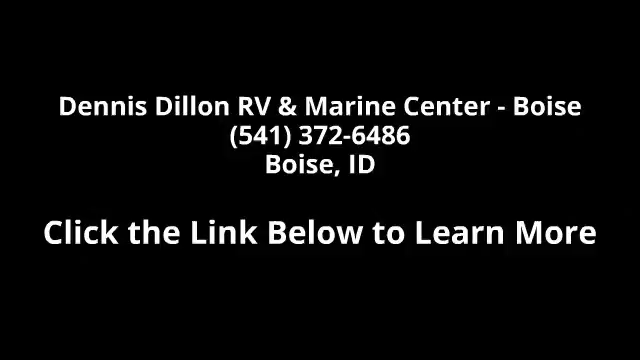 Dennis Dillon RV & Marine Center - Boise
(541) 372-6486
Boise, ID
Click the Link Below to Learn More